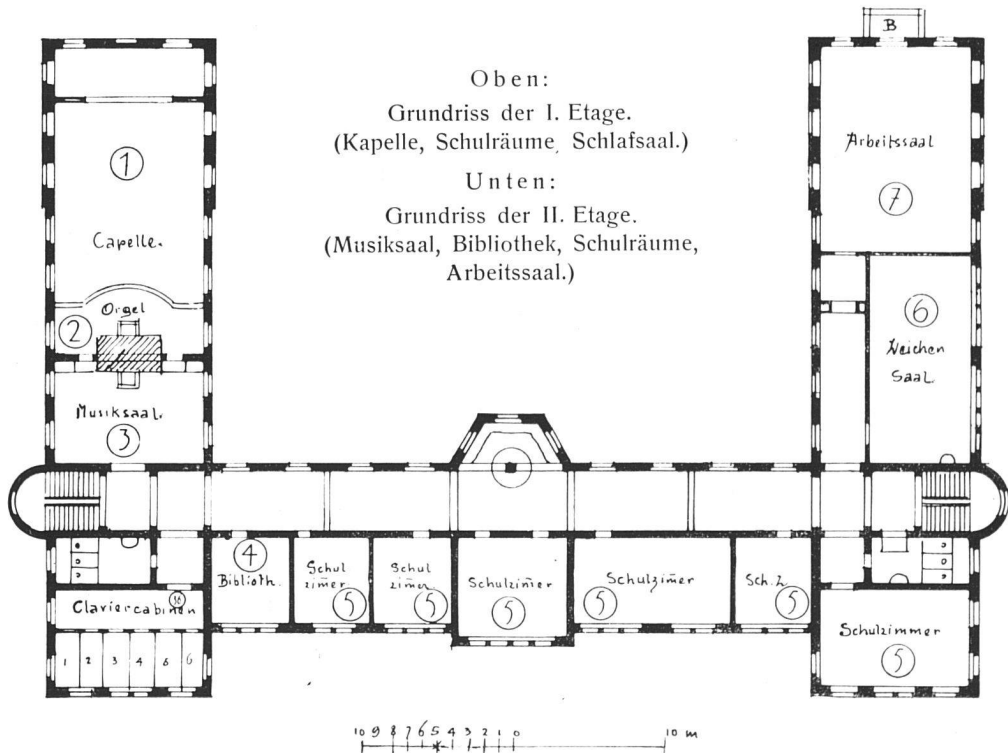 Oben:
Grundriss der I. Etage.
(Kapelle, Schulräume, Schlafsaal.)
Unten:
Grundriss der II. Etage.
(Musiksaal, Bibliothek, Schulräume,
Arbeitssaal.)
1
Capelle.
Orgel
2
Musiksaal.
3
B
Arbeitssaal
7
6
Zeichen
Saal.
4
Biblioth.
Schul
zim̄er
5
Schul
zim̄er.
5
Schulzim̄er
5
Schulzim̄er
5
Sch. Z.
5
Schulzimmer
5
Claviercabinen
1 2 3 4 5 6
10 9 8 7 6 5 4 3 2 1 0 10 m